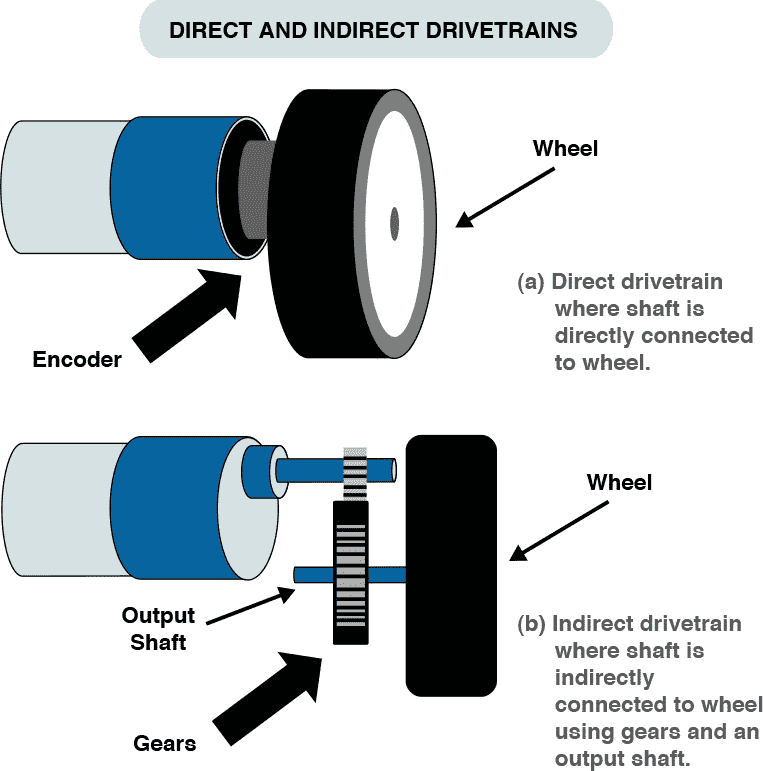 DIRECT AND INDIRECT DRIVETRAINS
Wheel
(a) Direct drivetrain
where shaft is
directly connected
to wheel.
Encoder
Wheel
Output
Shaft
(b) Indirect drivetrain
where shaft is
indirectly
connected to wheel
using gears and an
output shaft.
Gears